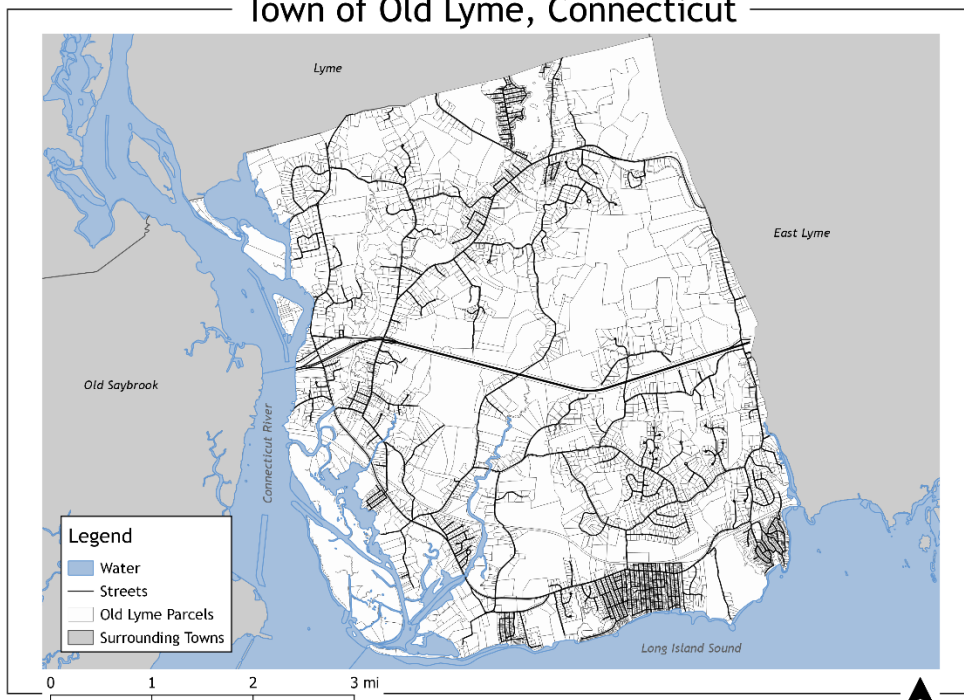 Town of Old Lyme, Connecticut
Lyme
East Lyme
Old Saybrook
Connecticut River
Legend
Water
Streets
Old Lyme Parcels
Surrounding Towns
Long Island Sound
0 1 2 3 mi